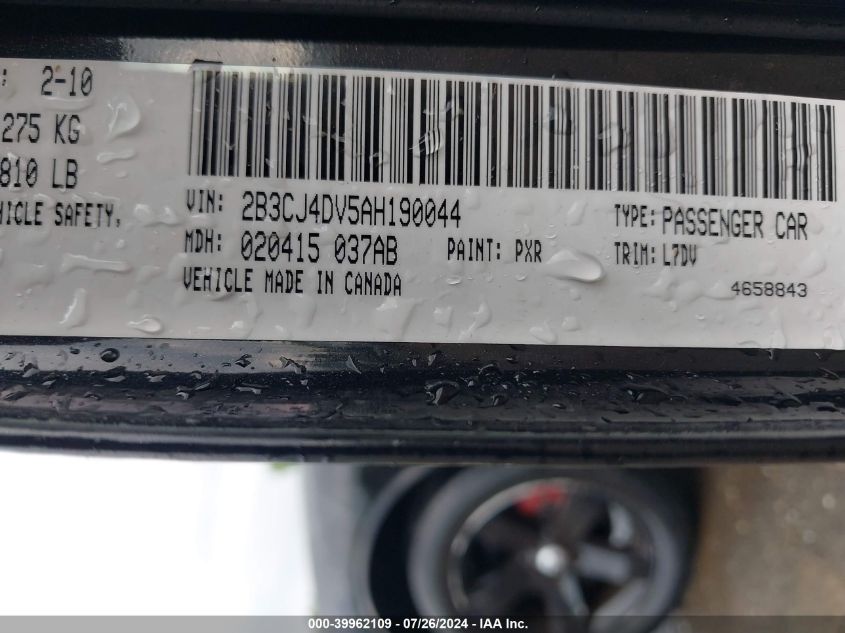 : 2-10
275 KG
810 LB
HICLE SAFETY,
VIN: 2B3CJ4DV5AH190044 TYPE: PASSENGER CAR
MDH: 020415 037AB PAINT: PXR TRIM: L7DV
VEHICLE MADE IN CANADA 4658843
000-39962109 - 07/26/2024 - IAA Inc.